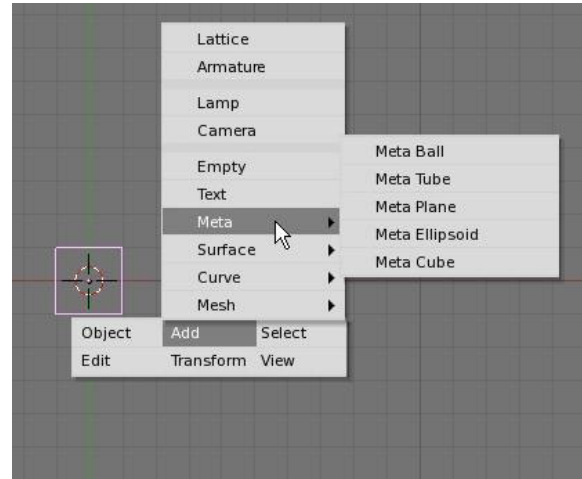 Lattice
Armature
Lamp
Camera
Empty
Text
Meta
Surface
Curve
Mesh
Meta Ball
Meta Tube
Meta Plane
Meta Ellipsoid
Meta Cube
Object Add Select
Edit Transform View